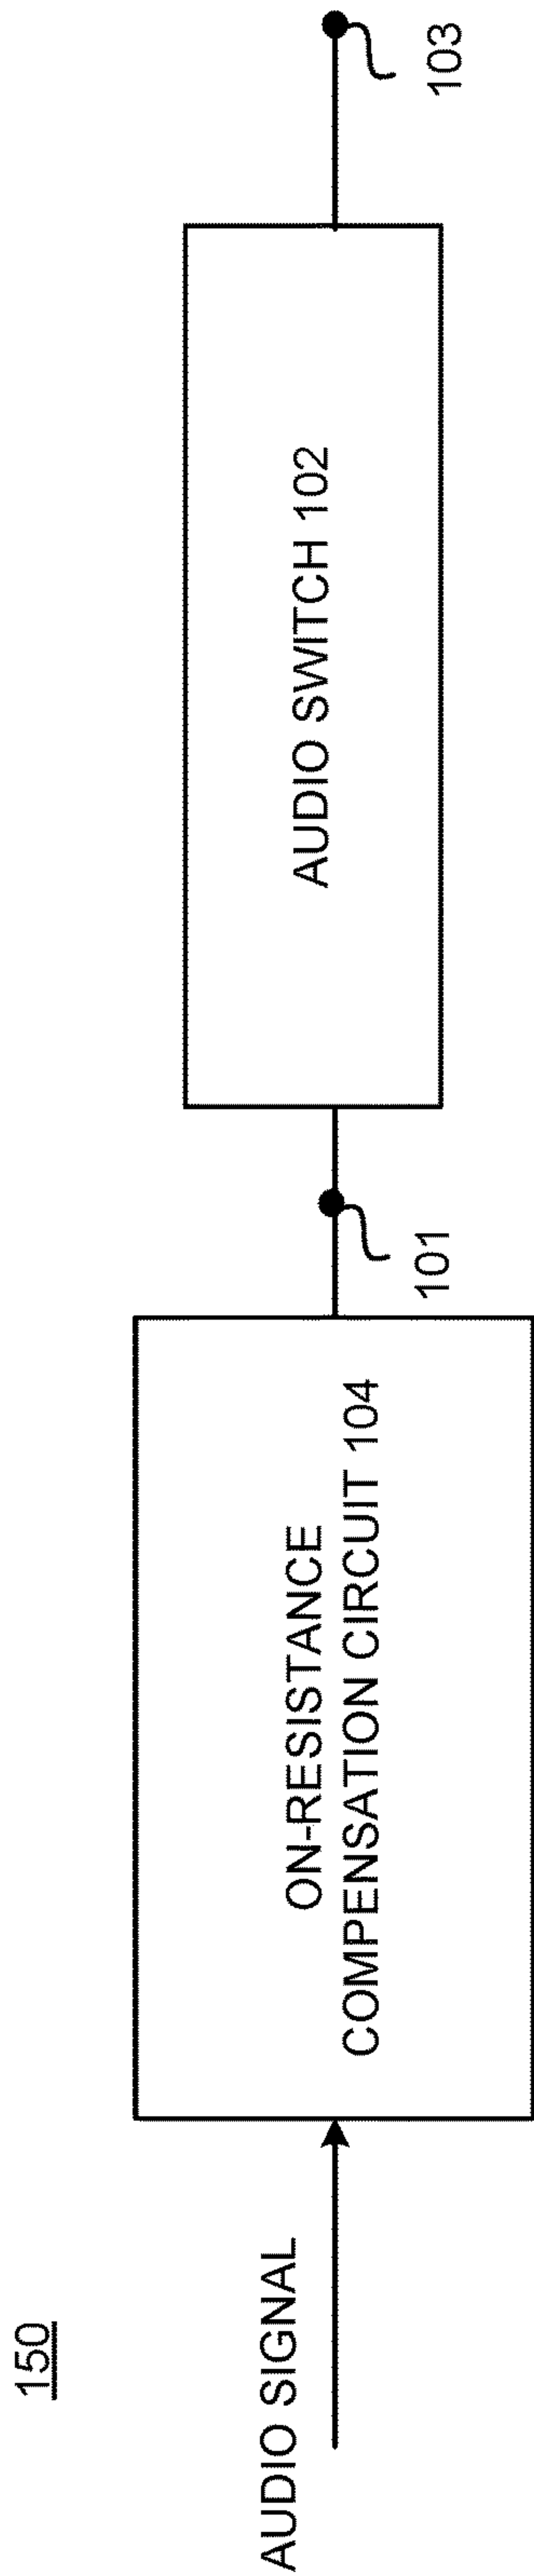 150
AUDIO SIGNAL
ON-RESISTANCE
COMPENSATION CIRCUIT 104
101
AUDIO SWITCH 102
103